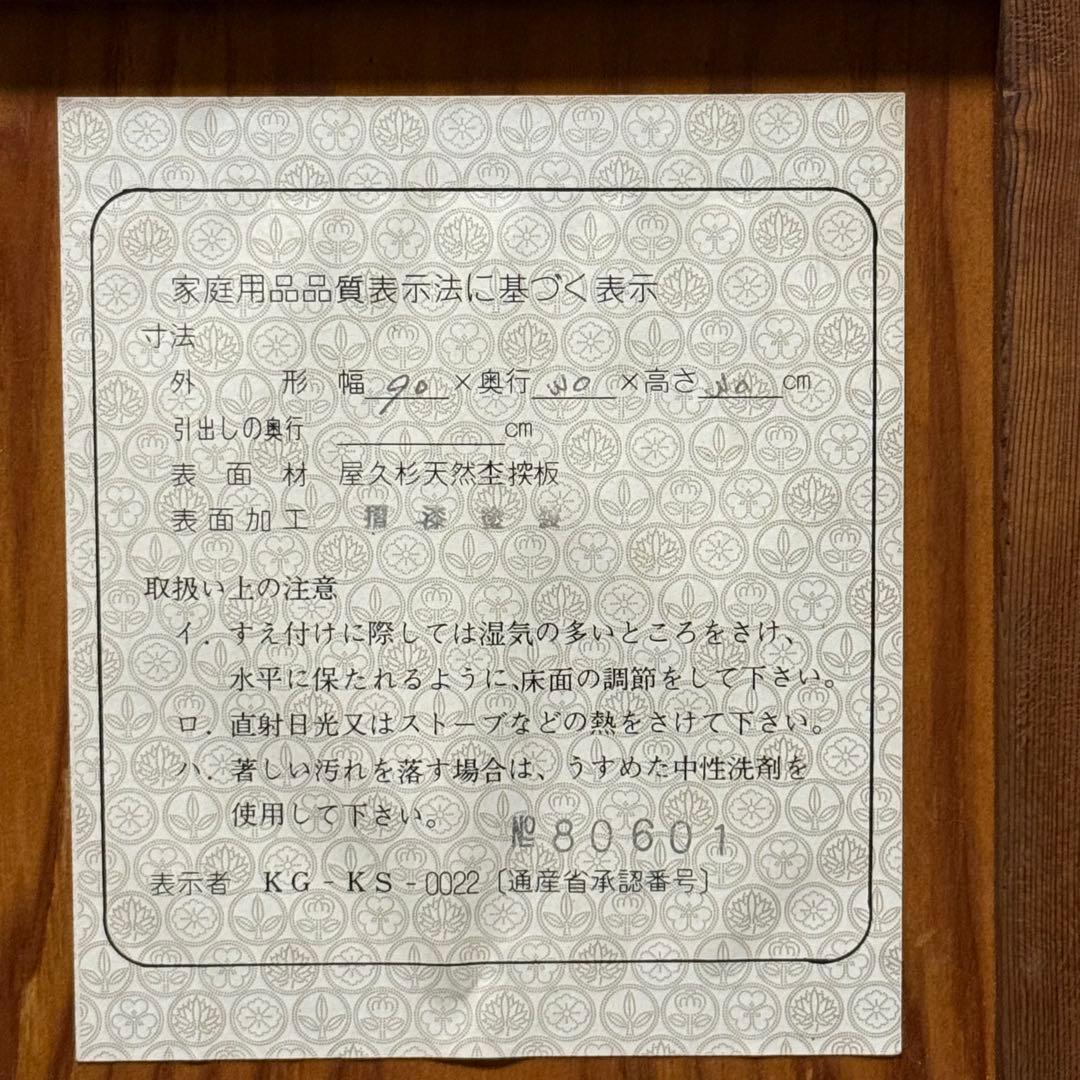 家庭用品品質表示法に基づく表示
寸法
外形 幅 90 ×奥行 ×高さ cm
引出しの奥行 cm
表面材 屋久杉天然杢揬板
表面加工 摺漆塗装
取扱い上の注意
イ．すえ付けに際しては湿気の多いところをさけ、
水平に保たれるように、床面の調節をして下さい。
ロ．直射日光又はストーブなどの熱をさけて下さい。
ハ．著しい汚れを落す場合は、うすめた中性洗剤を
使用して下さい。
№80601
表示者 KG-KS-0022〔通産省承認番号〕